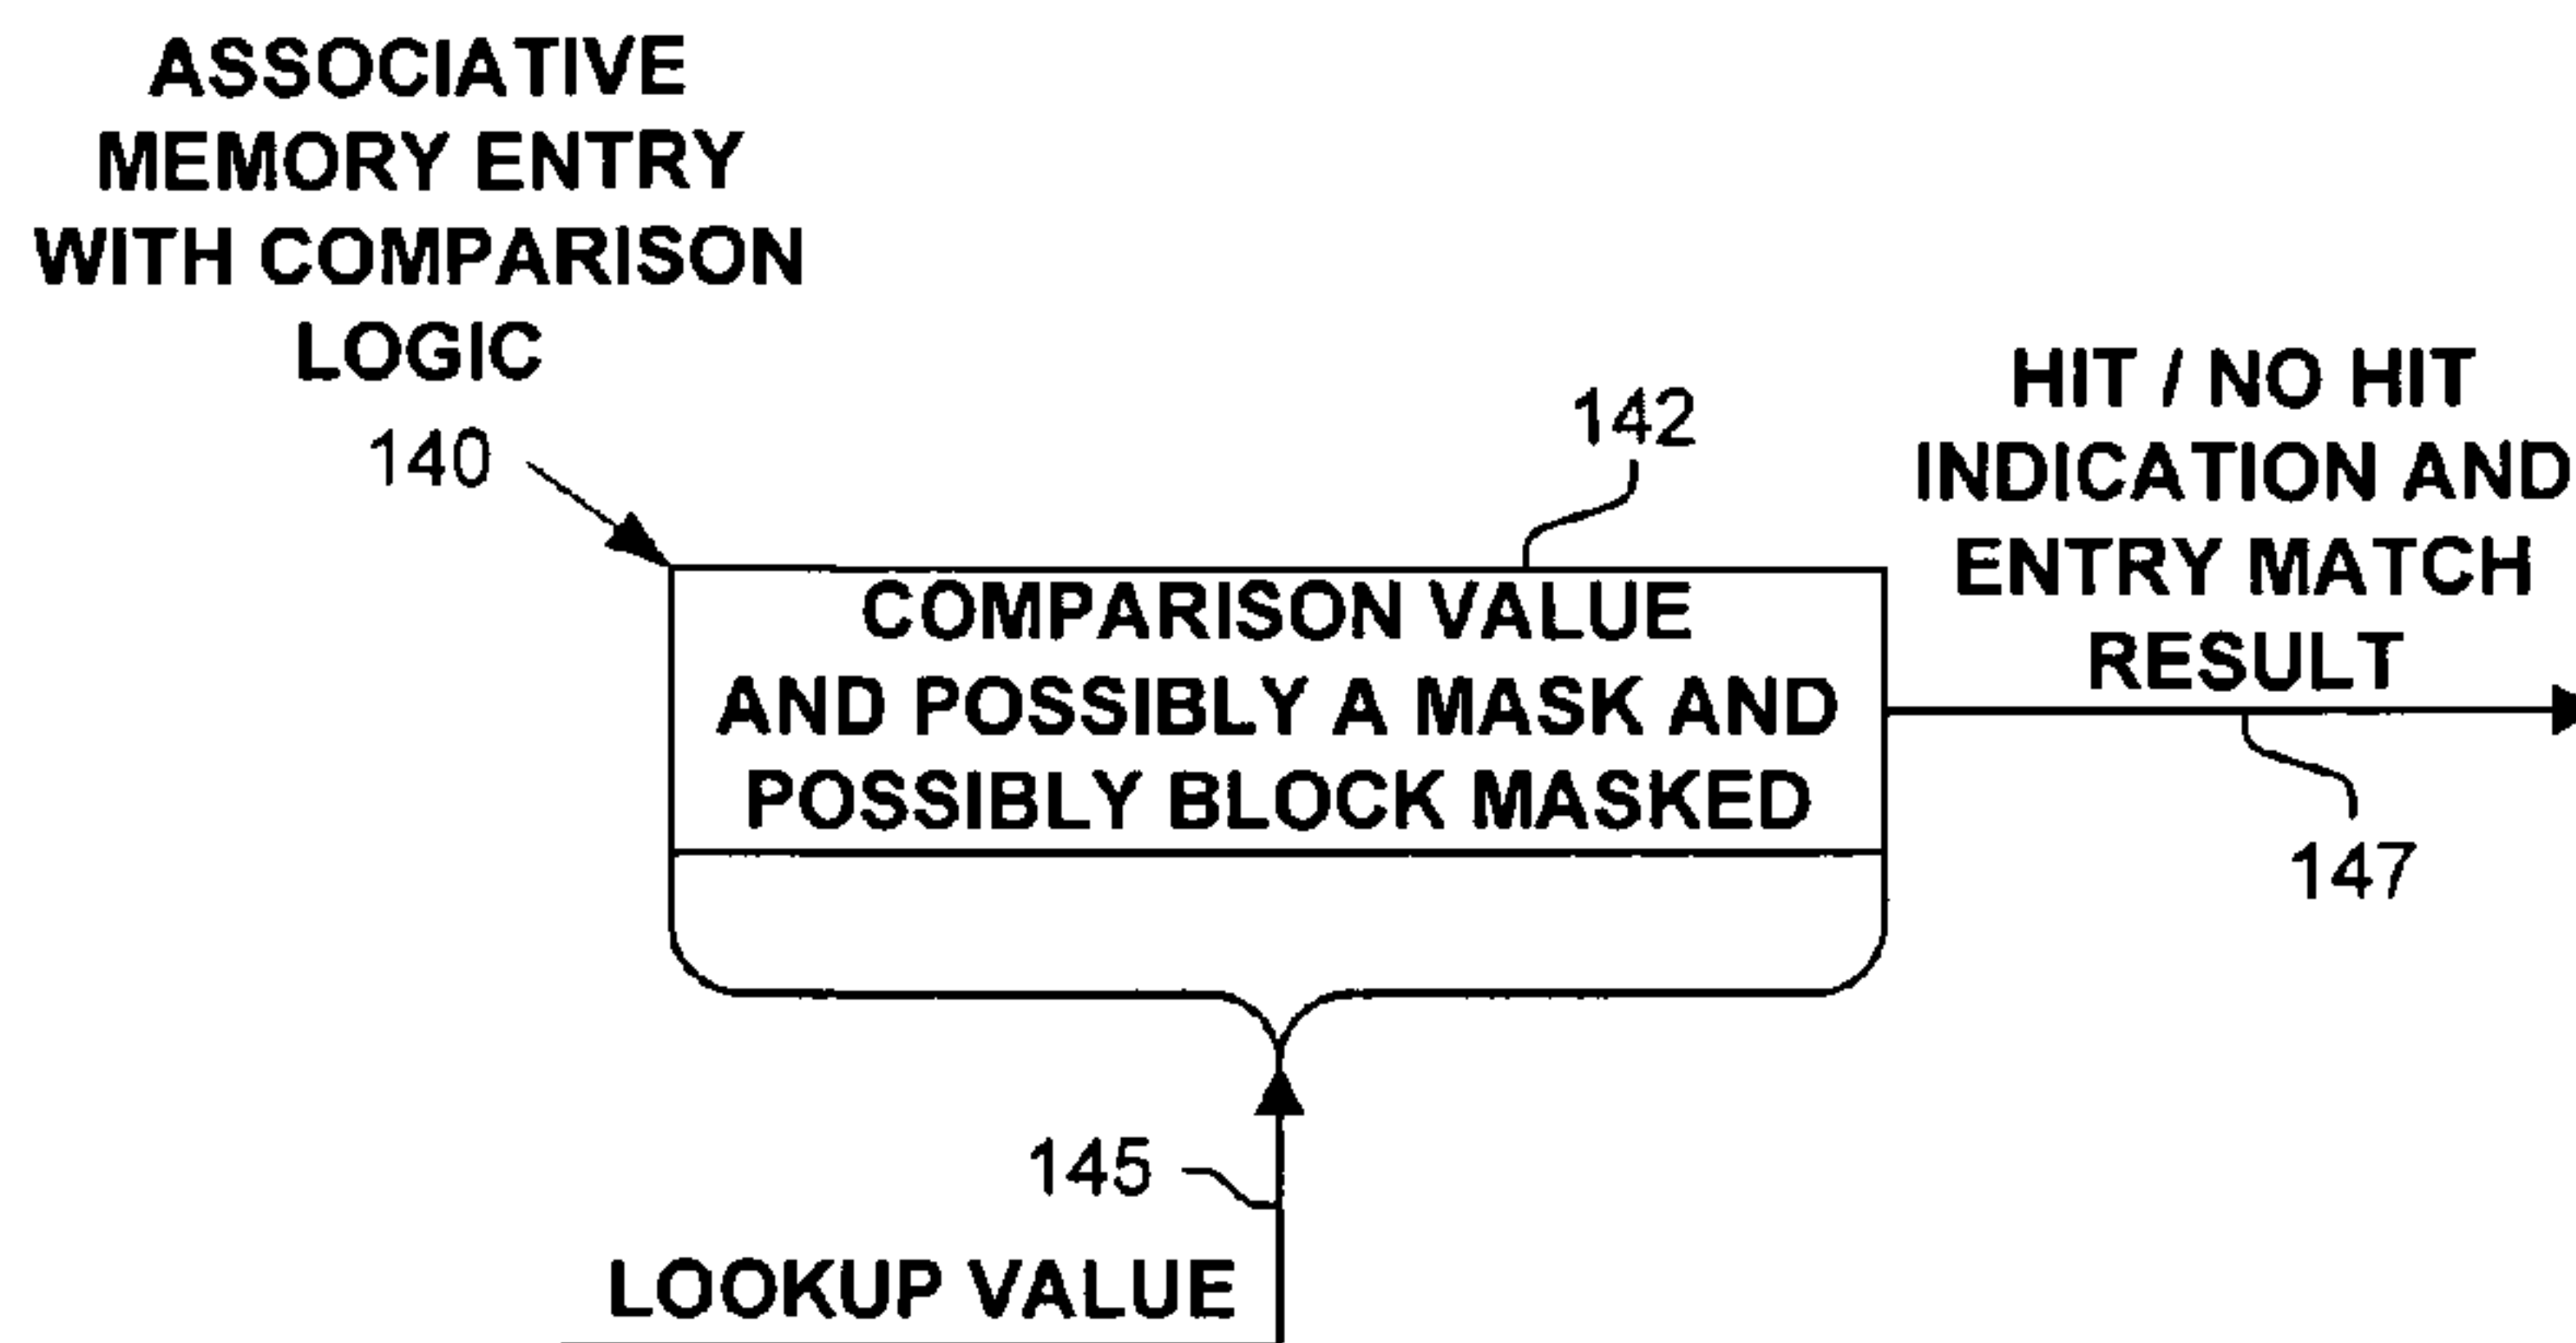 ASSOCIATIVE
MEMORY ENTRY
WITH COMPARISON
LOGIC
140
142
HIT / NO HIT
INDICATION AND
ENTRY MATCH
RESULT
COMPARISON VALUE
AND POSSIBLY A MASK AND
POSSIBLY BLOCK MASKED
147
145
LOOKUP VALUE